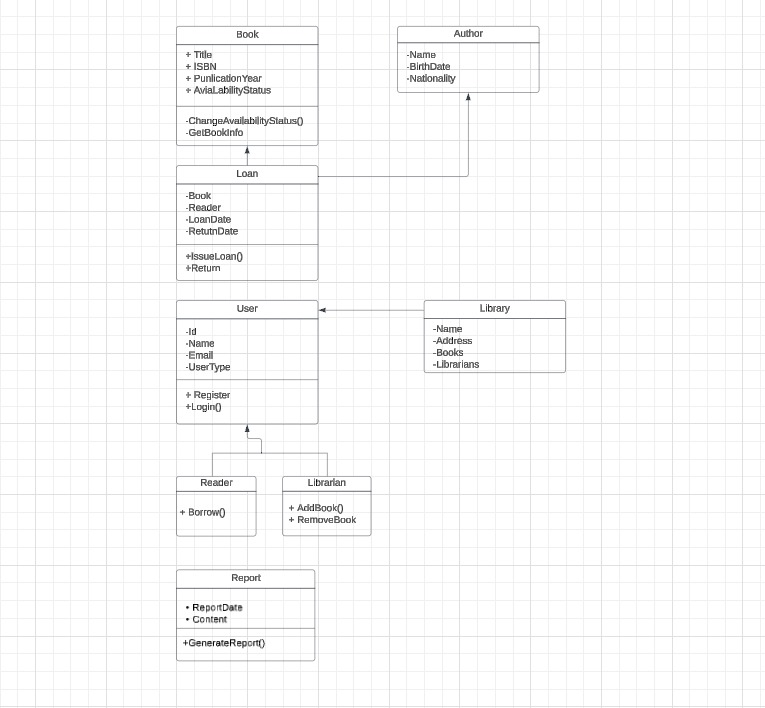 Book
+ Title
+ ISBN
+ PunlicationYear
+ AviaLabilityStatus
-ChangeAvailabilityStatus()
-GetBookInfo
Author
-Name
-BirthDate
-Nationality
Loan
-Book
-Reader
-LoanDate
-RetutnDate
+IssueLoan()
+Return
User
-Id
-Name
-Email
-UserType
+ Register
+Login()
Library
-Name
-Address
-Books
-Librarians
Reader
+ Borrow()
Librarian
+ AddBook()
+ RemoveBook
Report
• ReportDate
• Content
+GenerateReport()